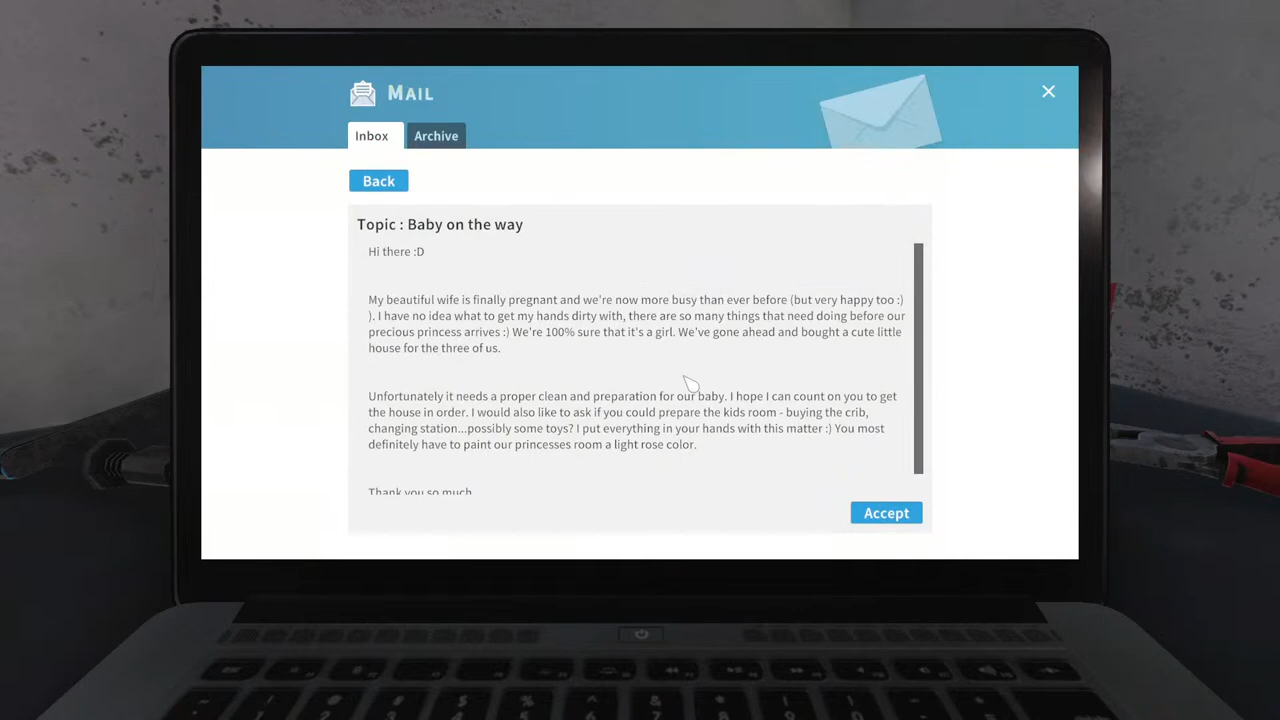 MAIL
Inbox
Archive
Back
Topic : Baby on the way
Hi there :D
My beautiful wife is finally pregnant and we're now more busy than ever before (but very happy too :)
). I have no idea what to get my hands dirty with, there are so many things that need doing before our
precious princess arrives :) We're 100% sure that it's a girl. We've gone ahead and bought a cute little
house for the three of us.
Unfortunately it needs a proper clean and preparation for our baby. I hope I can count on you to get
the house in order. I would also like to ask if you could prepare the kids room - buying the crib,
changing station...possibly some toys? I put everything in your hands with this matter :) You most
definitely have to paint our princesses room a light rose color.
Thank you so much
Accept